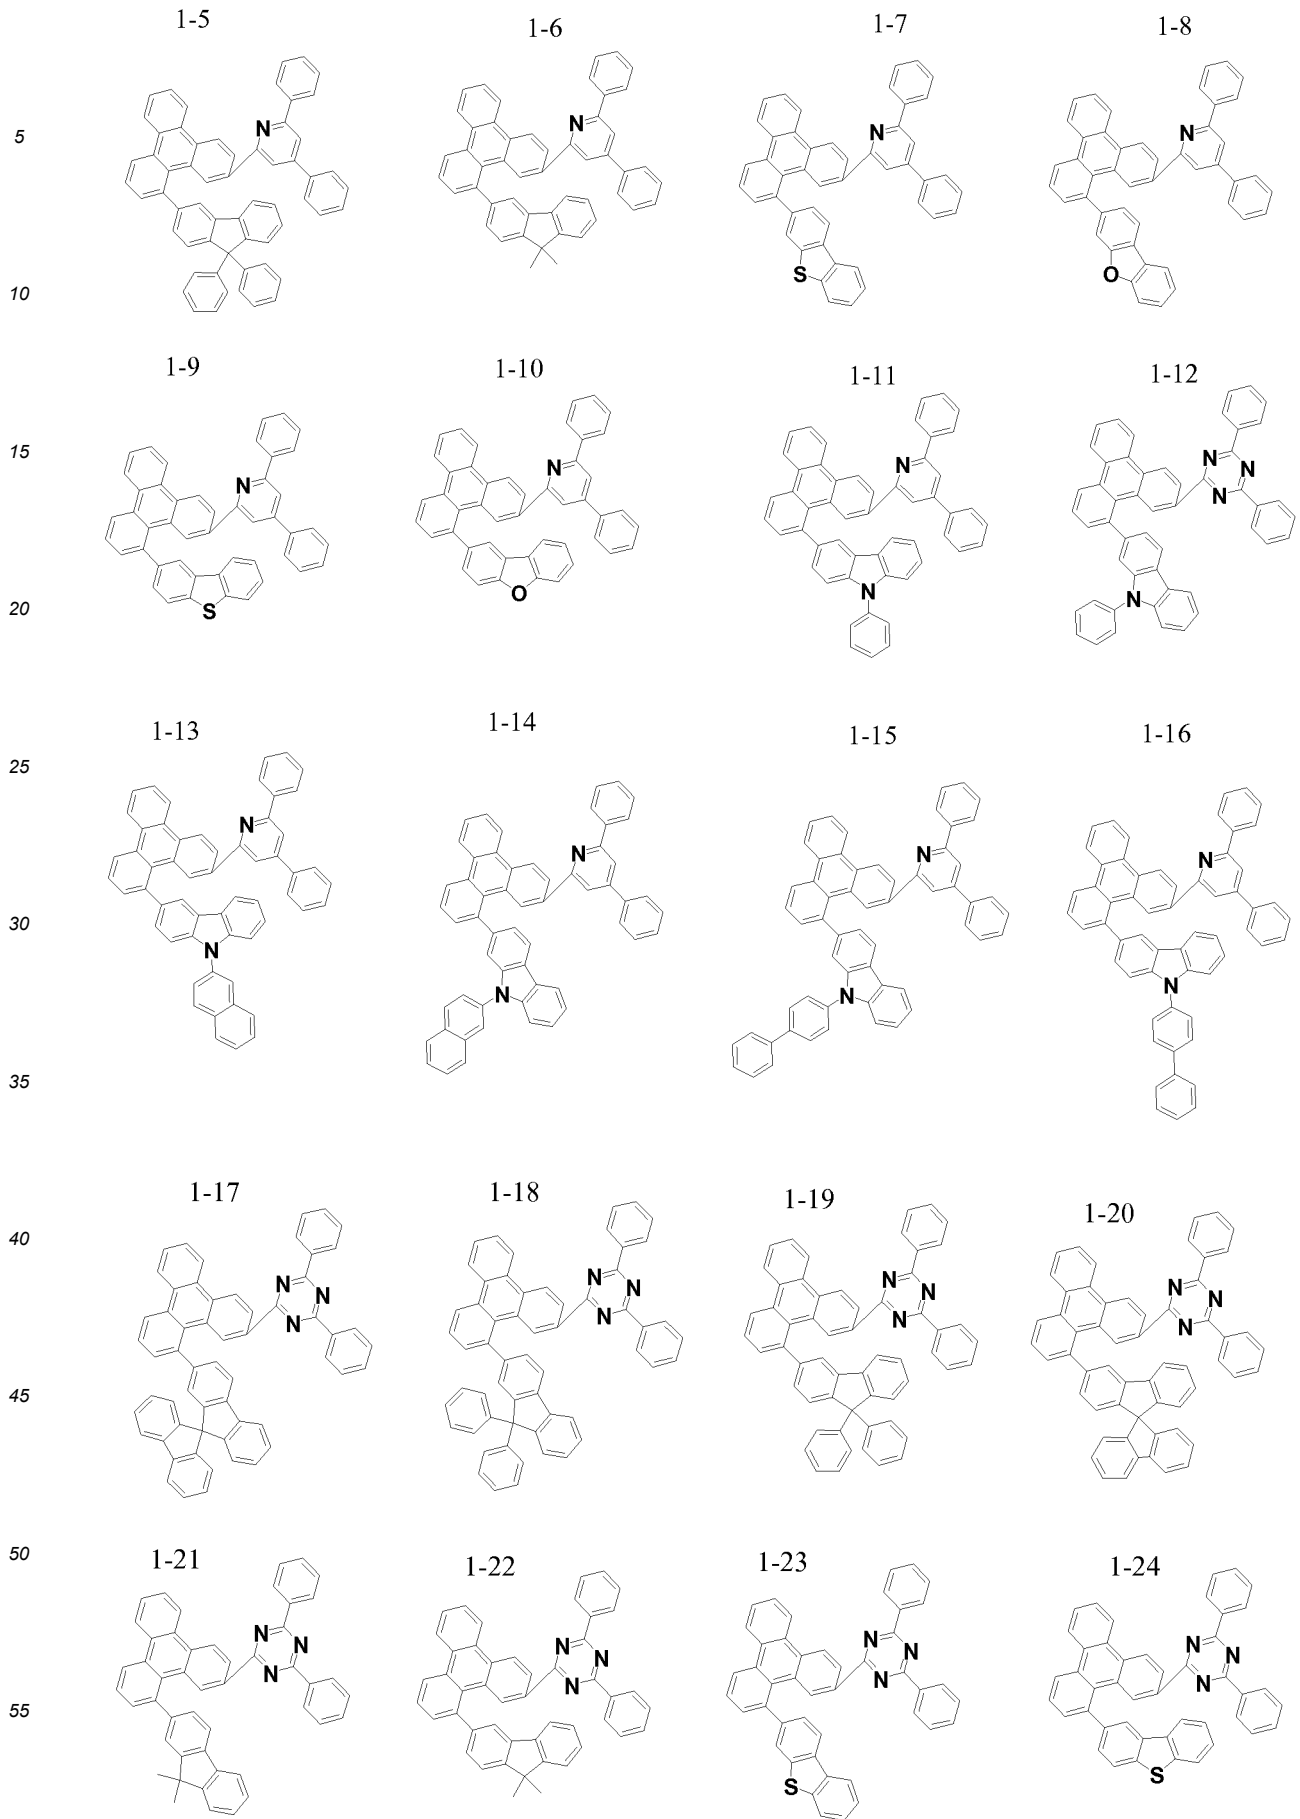 1-5 1-6 1-7 1-8
N N N N
5
S O
10
1-9 1-10 1-11 1-12
15
N N N N N N
S O N N
20
1-13 1-14 1-15 1-16
25
N N N N
30
N N N N
35
1-17 1-18 1-19 1-20
40
N N N N N N N N N N N N
45
50
1-21 1-22 1-23 1-24
N N N N N N N N N N N N
55
S S